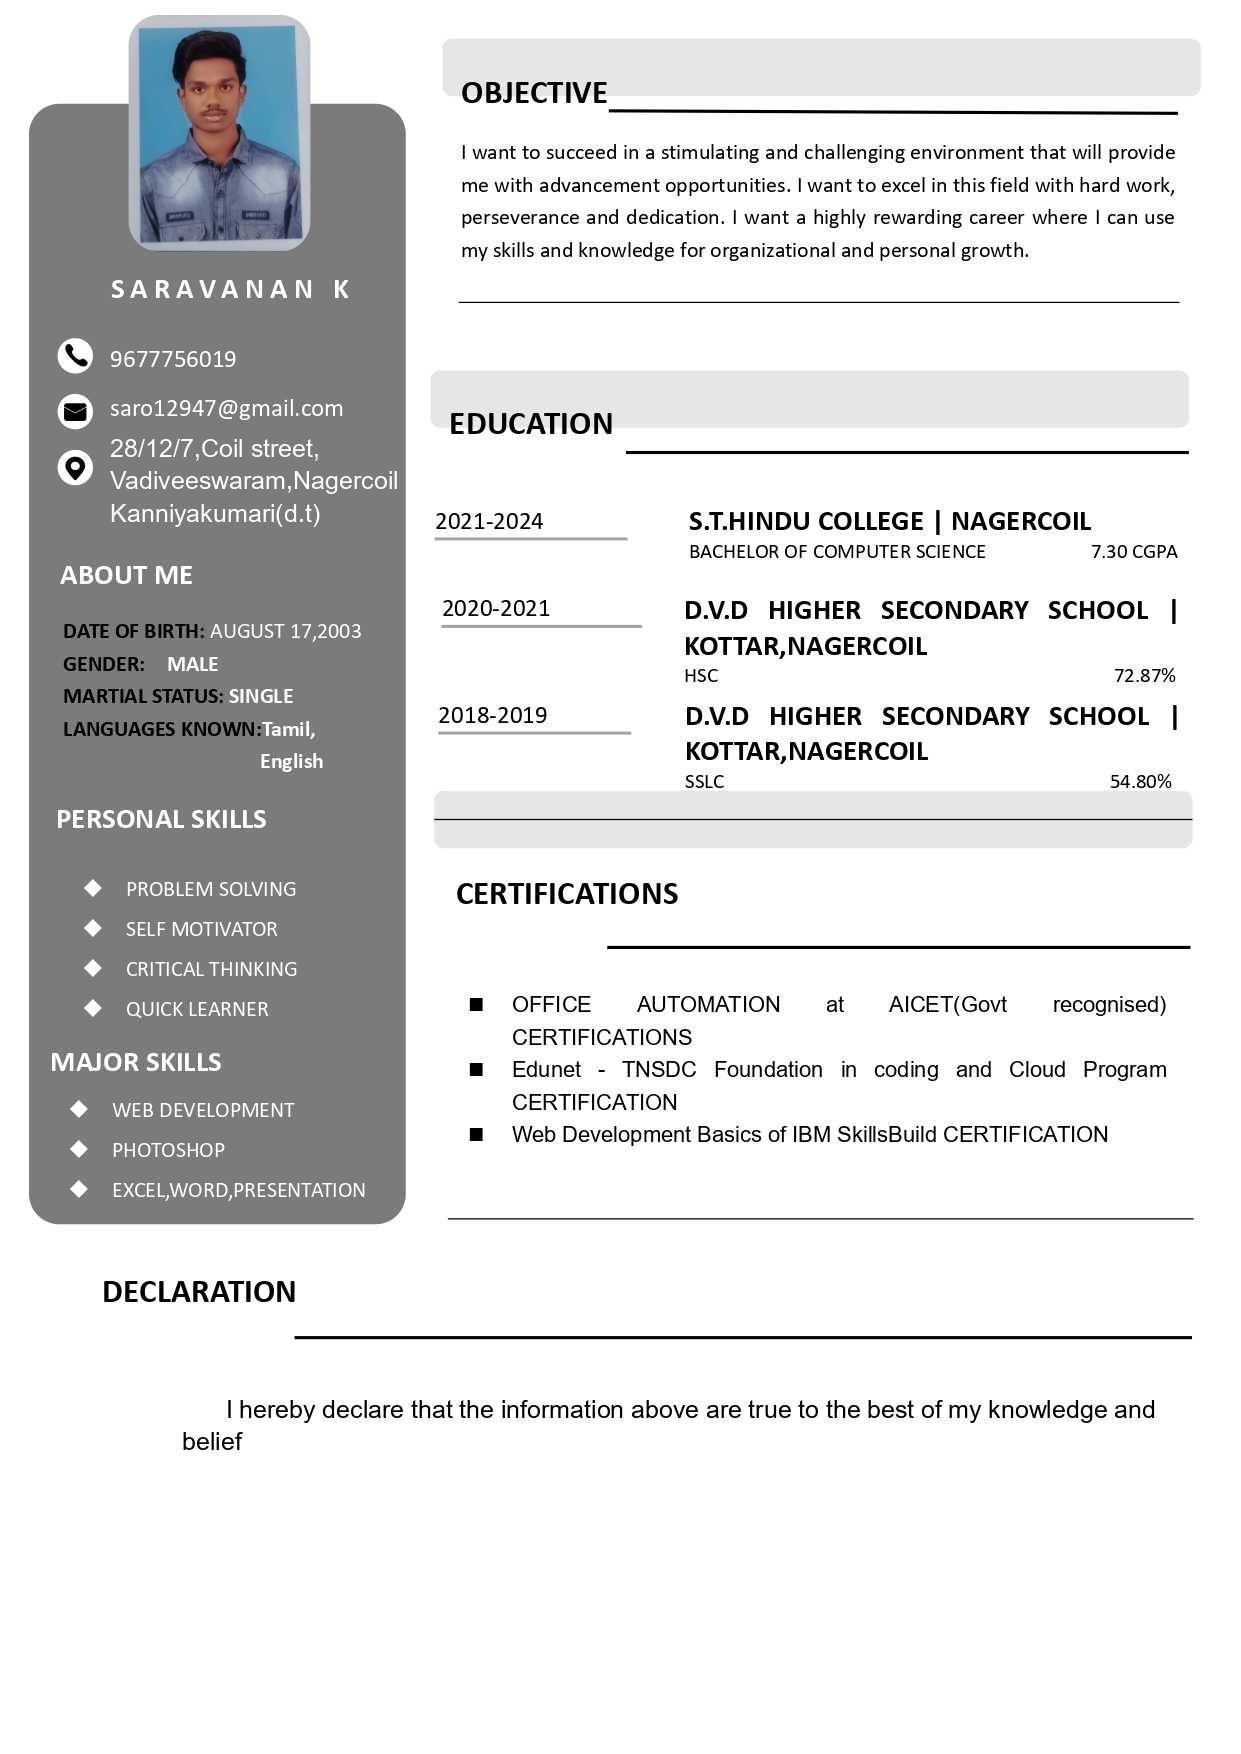 SARAVANAN K
9677756019
saro12947@gmail.com
28/12/7,Coil street,
Vadiveeswaram,Nagercoil
Kanniyakumari(d.t)
ABOUT ME
DATE OF BIRTH: AUGUST 17,2003
GENDER: MALE
MARTIAL STATUS: SINGLE
LANGUAGES KNOWN:Tamil,
English
PERSONAL SKILLS
PROBLEM SOLVING
SELF MOTIVATOR
CRITICAL THINKING
QUICK LEARNER
MAJOR SKILLS
WEB DEVELOPMENT
PHOTOSHOP
EXCEL,WORD,PRESENTATION
OBJECTIVE
I want to succeed in a stimulating and challenging environment that will provide
me with advancement opportunities. I want to excel in this field with hard work,
perseverance and dedication. I want a highly rewarding career where I can use
my skills and knowledge for organizational and personal growth.
EDUCATION
2021-2024
S.T.HINDU COLLEGE | NAGERCOIL
BACHELOR OF COMPUTER SCIENCE 7.30 CGPA
2020-2021
D.V.D HIGHER SECONDARY SCHOOL |
KOTTAR,NAGERCOIL
HSC 72.87%
2018-2019
D.V.D HIGHER SECONDARY SCHOOL |
KOTTAR,NAGERCOIL
SSLC 54.80%
CERTIFICATIONS
OFFICE AUTOMATION at AICET(Govt recognised)
CERTIFICATIONS
Edunet - TNSDC Foundation in coding and Cloud Program
CERTIFICATION
Web Development Basics of IBM SkillsBuild CERTIFICATION
DECLARATION
I hereby declare that the information above are true to the best of my knowledge and
belief